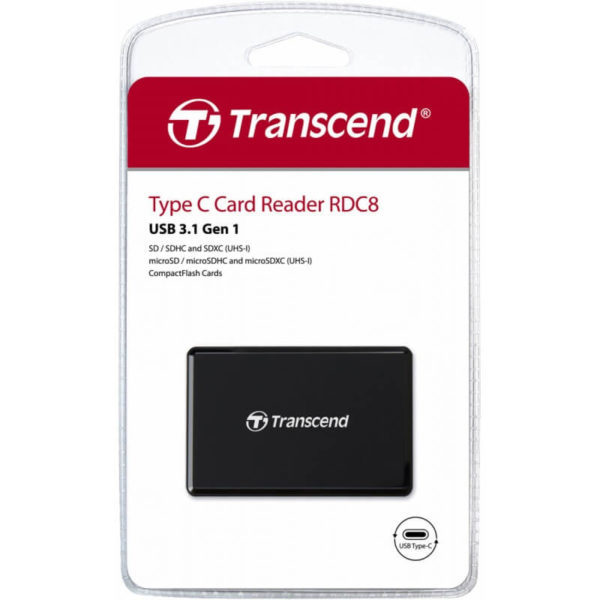 Transcend®
Type C Card Reader RDC8
USB 3.1 Gen 1
SD / SDHC and SDXC (UHS-I)
microSD / microSDHC and microSDXC (UHS-I)
CompactFlash Cards
Transcend
USB Type-C